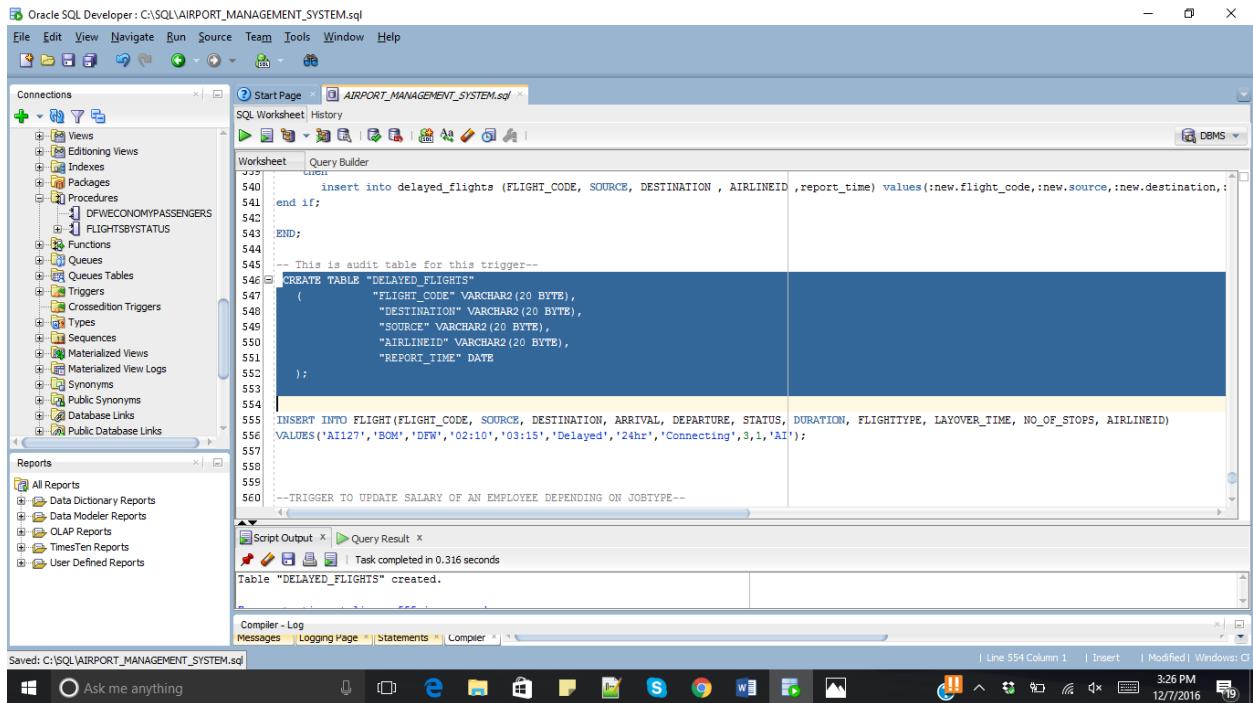 Oracle SQL Developer : C:\SQL\AIRPORT_MANAGEMENT_SYSTEM.sql
File Edit View Navigate Run Source Team Tools Window Help
Connections
Start Page
AIRPORT_MANAGEMENT_SYSTEM.sql
SQL Worksheet History
DBMS
Worksheet Query Builder
Views
Editioning Views
Indexes
Packages
Procedures
DFWECONOMYPASSENGERS
FLIGHTSBYSTATUS
Functions
Queues
Queues Tables
Triggers
Crossedition Triggers
Types
Sequences
Materialized Views
Materialized View Logs
Synonyms
Public Synonyms
Database Links
Public Database Links
539 then
540 insert into delayed_flights (FLIGHT_CODE, SOURCE, DESTINATION , AIRLINEID ,report_time) values(:new.flight_code,:new.source,:new.destination,:
541 end if;
542
543 END;
544
545 -- This is audit table for this trigger--
546 CREATE TABLE "DELAYED_FLIGHTS"
547 ( "FLIGHT_CODE" VARCHAR2(20 BYTE),
548 "DESTINATION" VARCHAR2(20 BYTE),
549 "SOURCE" VARCHAR2(20 BYTE),
550 "AIRLINEID" VARCHAR2(20 BYTE),
551 "REPORT_TIME" DATE
552 );
553
554
555 INSERT INTO FLIGHT(FLIGHT_CODE, SOURCE, DESTINATION, ARRIVAL, DEPARTURE, STATUS, DURATION, FLIGHTTYPE, LAYOVER_TIME, NO_OF_STOPS, AIRLINEID)
556 VALUES('AI127','BOM','DFW','02:10','03:15','Delayed','24hr','Connecting',3,1,'AI');
557
558
559
560 --TRIGGER TO UPDATE SALARY OF AN EMPLOYEE DEPENDING ON JOBTYPE--
Reports
All Reports
Data Dictionary Reports
Data Modeler Reports
OLAP Reports
TimesTen Reports
User Defined Reports
Script Output Query Result
Task completed in 0.316 seconds
Table "DELAYED_FLIGHTS" created.
Compiler - Log
Messages Logging Page Statements Compiler
Saved: C:\SQL\AIRPORT_MANAGEMENT_SYSTEM.sql
Line 554 Column 1 Insert Modified Windows: CR
Ask me anything
3:26 PM
12/7/2016
19